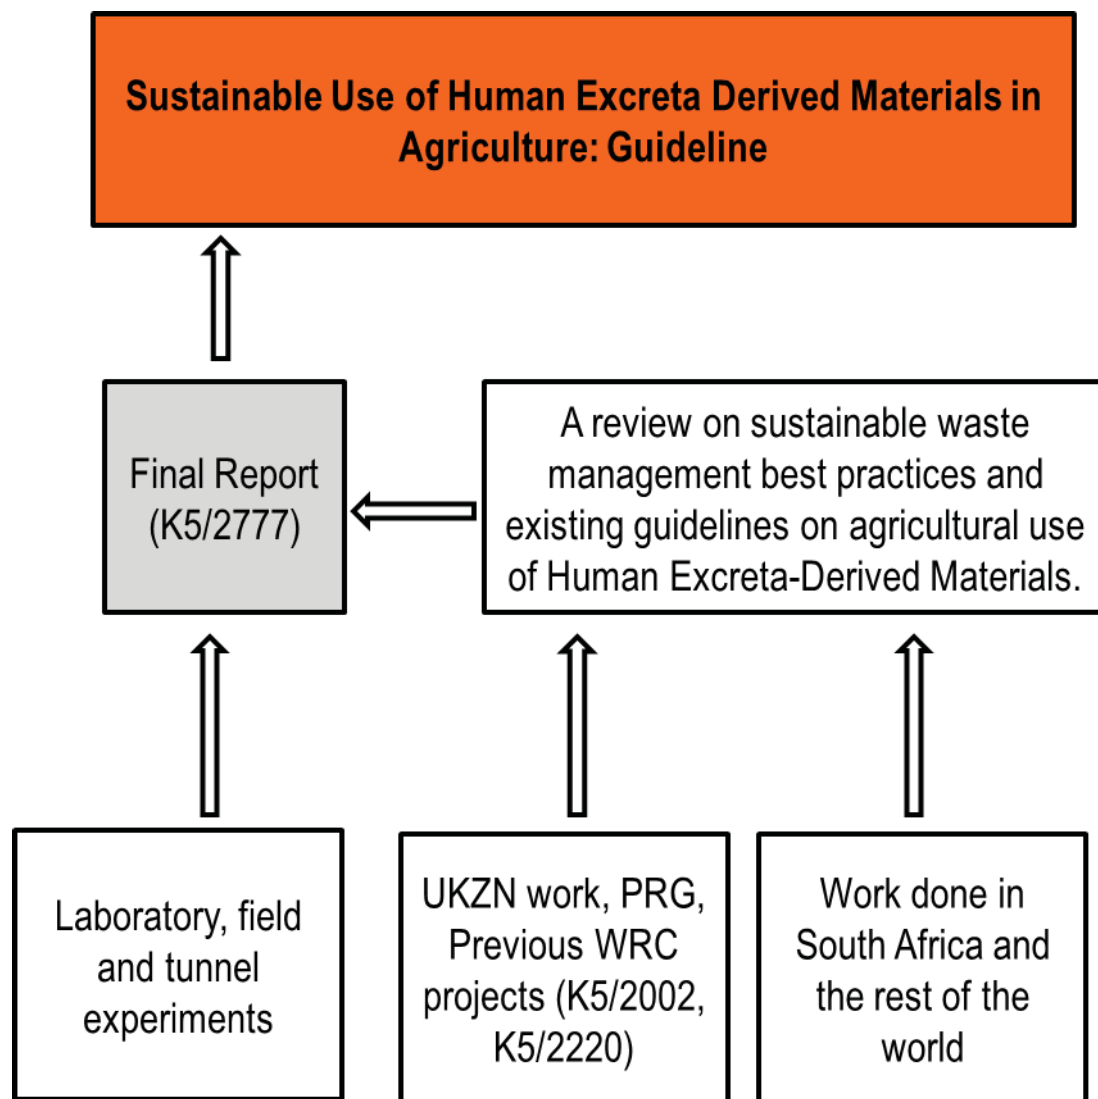 Sustainable Use of Human Excreta Derived Materials in
Agriculture: Guideline
Final Report
(K5/2777)
A review on sustainable waste
management best practices and
existing guidelines on agricultural use
of Human Excreta-Derived Materials.
Laboratory, field
and tunnel
experiments
UKZN work, PRG,
Previous WRC
projects (K5/2002,
K5/2220)
Work done in
South Africa and
the rest of the
world